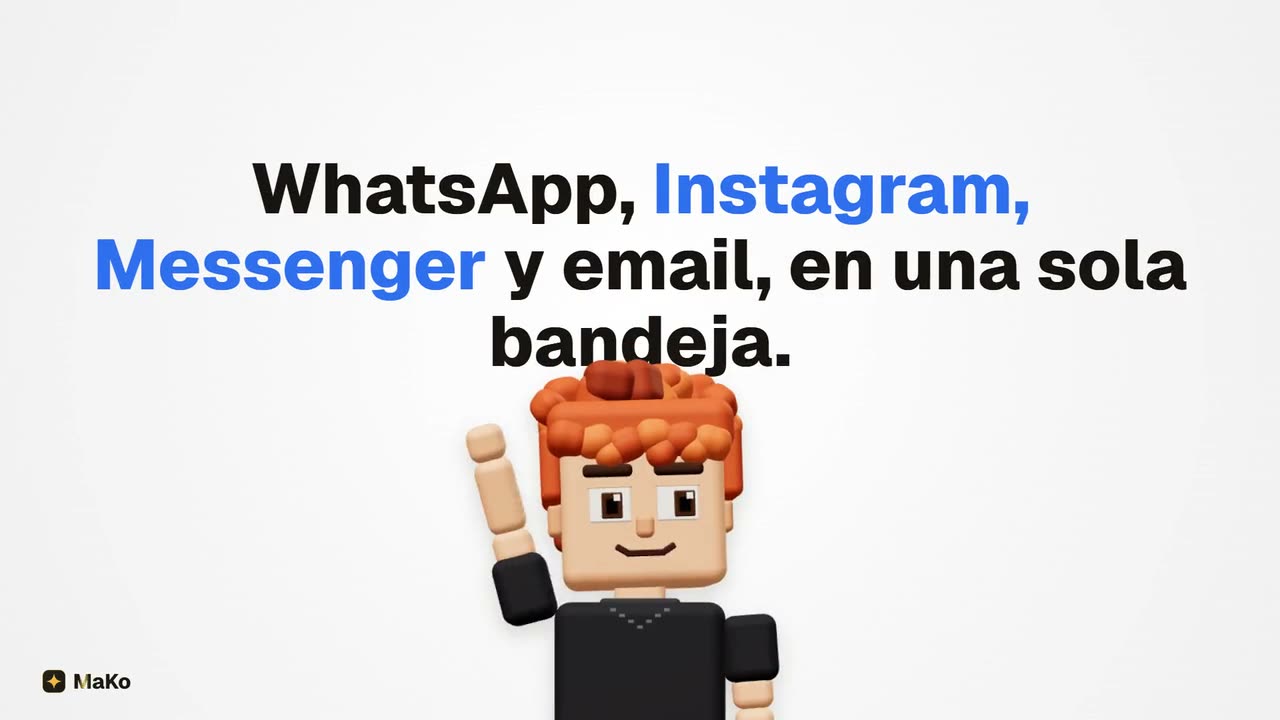 WhatsApp, Instagram,
Messenger y email, en una sola
bandeja.
MaKo